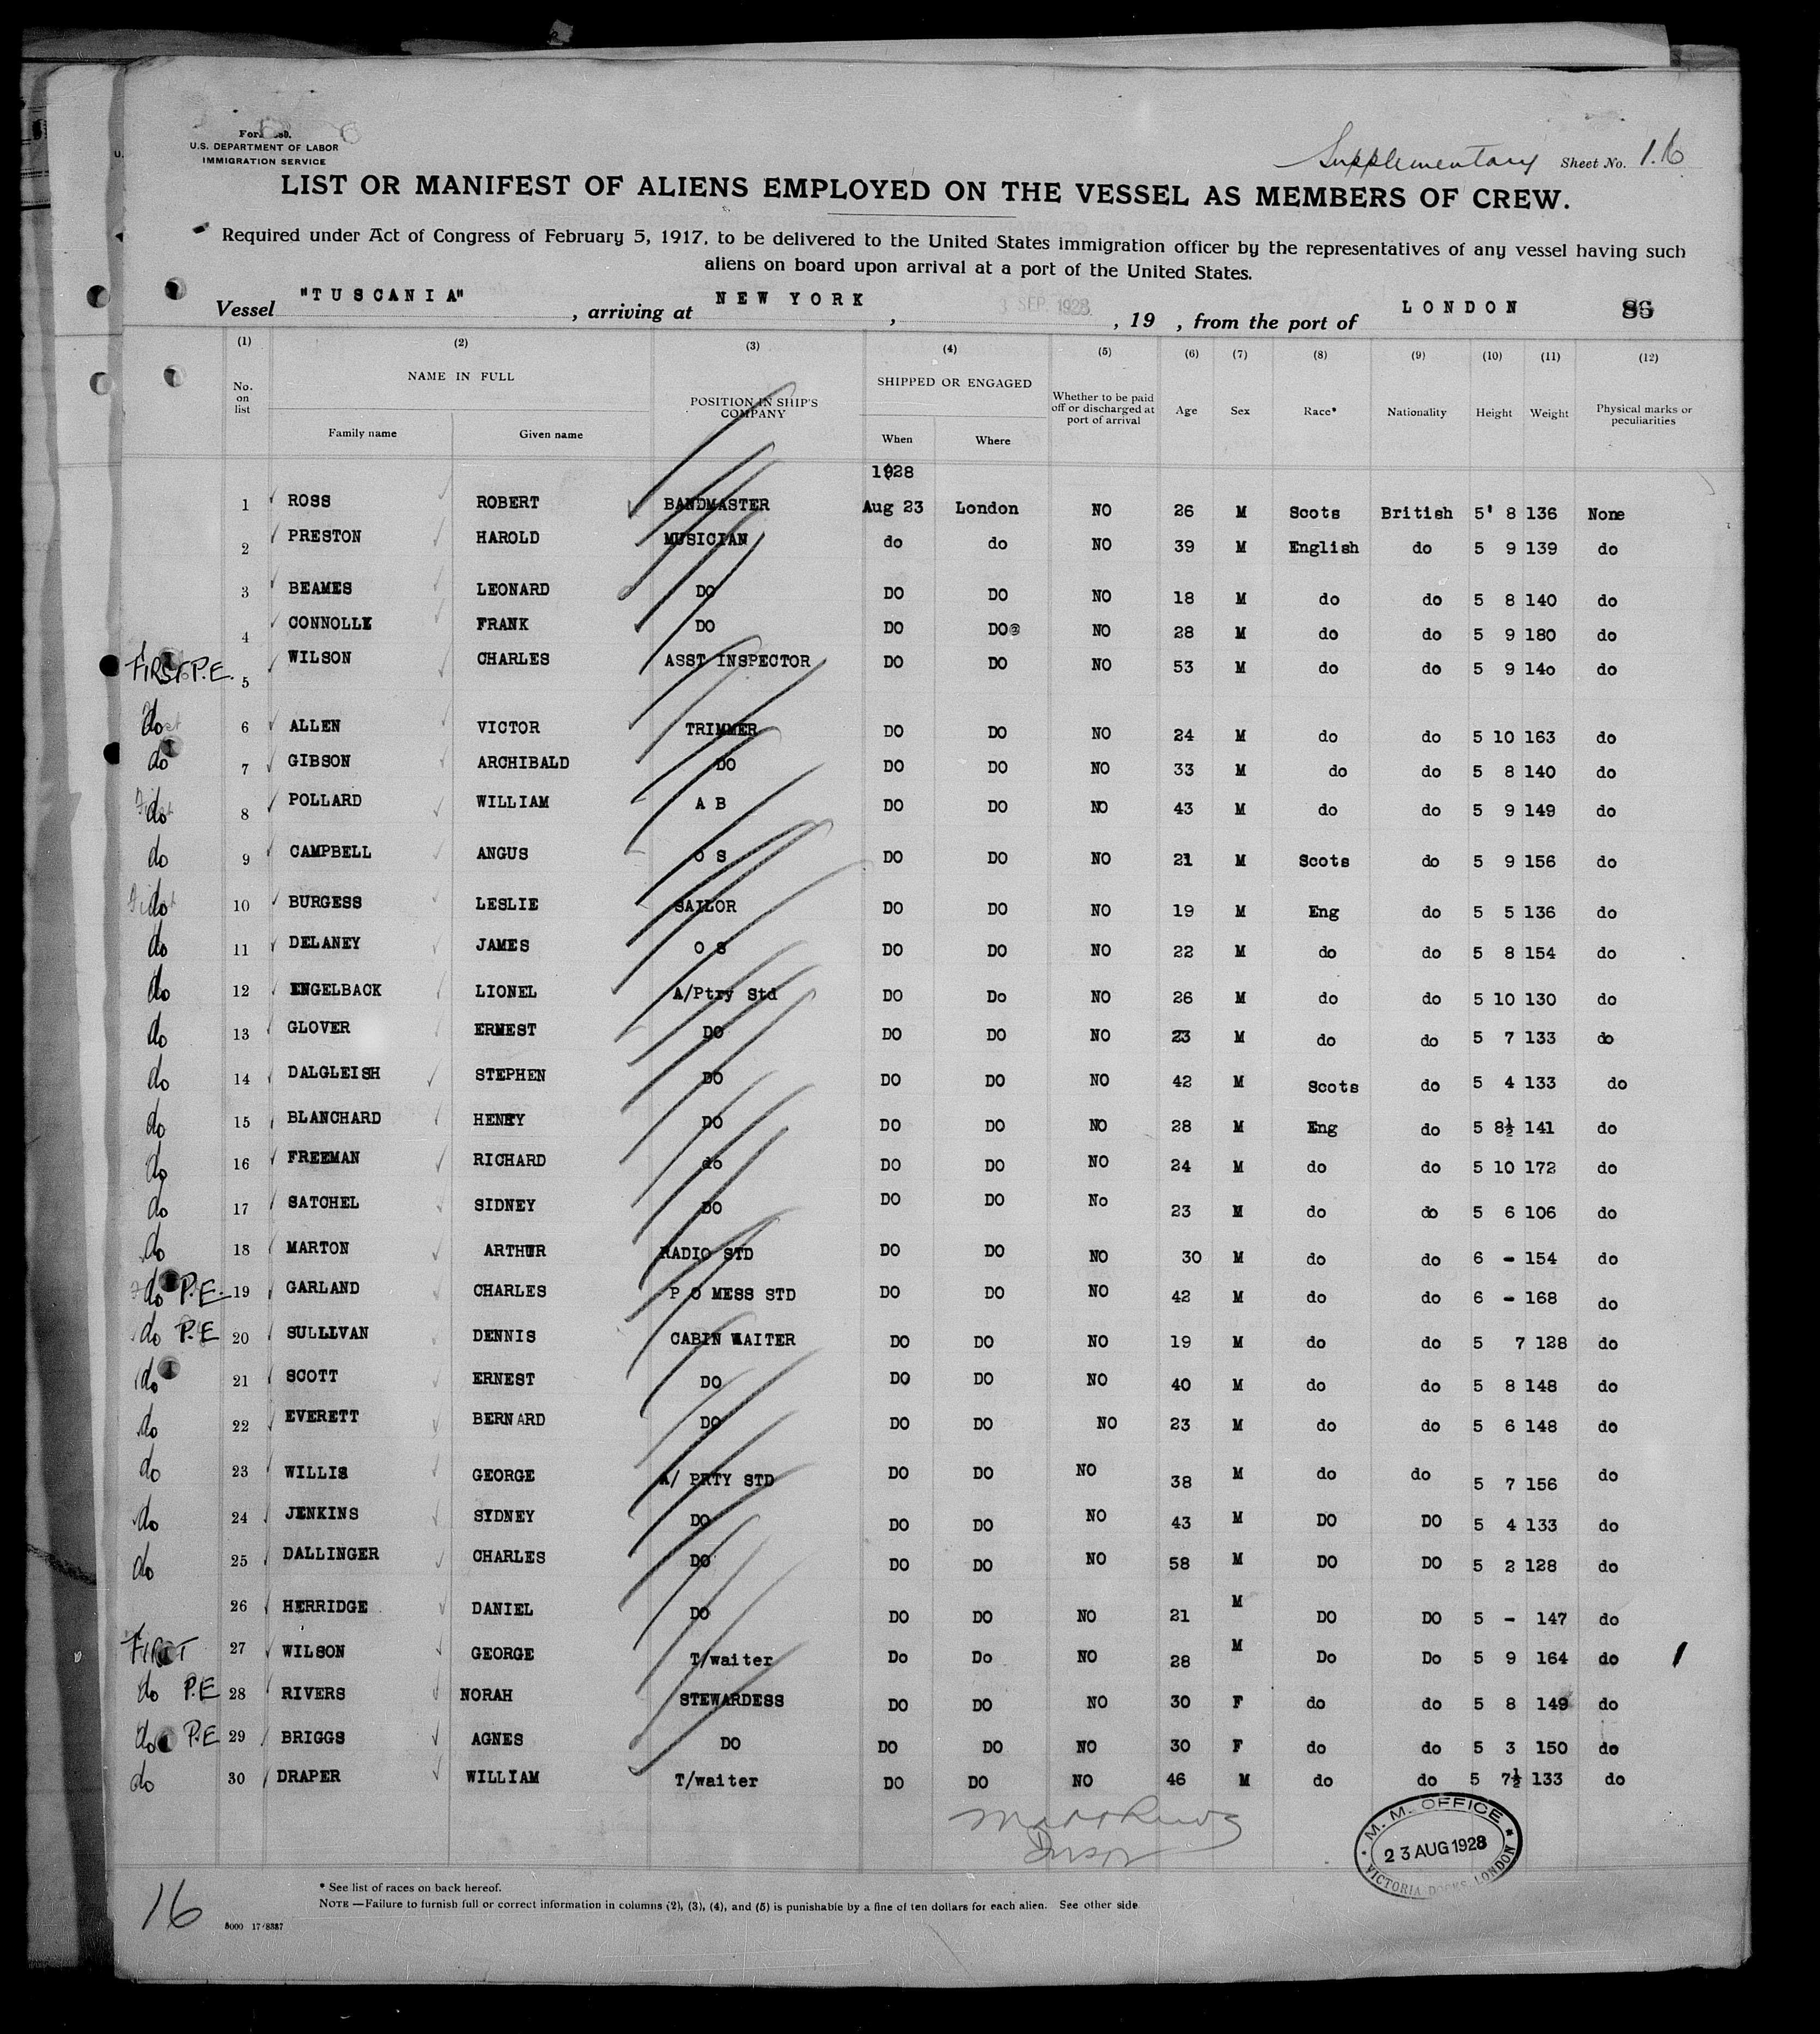 U.S. DEPARTMENT OF LABOR
IMMIGRATION SERVICE
Supplementary Sheet No. 16
LIST OR MANIFEST OF ALIENS EMPLOYED ON THE VESSEL AS MEMBERS OF CREW.
Required under Act of Congress of February 5, 1917, to be delivered to the United States immigration officer by the representatives of any vessel having such
aliens on board upon arrival at a port of the United States.
Vessel "TUSCANIA", arriving at NEW YORK, 3 SEP 1928, 19 , from the port of LONDON 86
(1) (2) (3) (4) (5) (6) (7) (8) (9) (10) (11) (12)
No. on list NAME IN FULL Family name Given name POSITION IN SHIP'S COMPANY SHIPPED OR ENGAGED When Where Whether to be paid off or discharged at port of arrival Age Sex Race* Nationality Height Weight Physical marks or peculiarities
1928
1 ROSS ROBERT BANDMASTER Aug 23 London NO 26 M Scots British 5' 8 136 None
2 PRESTON HAROLD MUSICIAN do do NO 39 M English do 5 9 139 do
3 BEAMES LEONARD DO DO DO NO 18 M do do 5 8 140 do
4 CONNOLLY FRANK DO DO DO NO 28 M do do 5 9 180 do
FIRST P.E. 5 WILSON CHARLES ASST INSPECTOR DO DO NO 53 M do do 5 9 14o do
do 6 ALLEN VICTOR TRIMMER DO DO NO 24 M do do 5 10 163 do
do 7 GIBSON ARCHIBALD DO DO DO NO 33 M do do 5 8 140 do
do 8 POLLARD WILLIAM A B DO DO NO 43 M do do 5 9 149 do
do 9 CAMPBELL ANGUS O S DO DO NO 21 M Scots do 5 9 156 do
do 10 BURGESS LESLIE SAILOR DO DO NO 19 M Eng do 5 5 136 do
do 11 DELANEY JAMES O S DO DO NO 22 M do do 5 8 154 do
do 12 ENGELBACK LIONEL A/Ptry Std DO Do NO 26 M do do 5 10 130 do
do 13 GLOVER ERNEST DO DO DO NO 23 M do do 5 7 133 do
do 14 DALGLEISH STEPHEN DO DO DO NO 42 M Scots do 5 4 133 do
do 15 BLANCHARD HENRY DO DO DO NO 28 M Eng do 5 8½ 141 do
do 16 FREEMAN RICHARD do DO DO NO 24 M do do 5 10 172 do
do 17 SATCHEL SIDNEY DO DO DO No 23 M do do 5 6 106 do
do 18 MARTON ARTHUR RADIO STD DO DO NO 30 M do do 6 - 154 do
do P.E. 19 GARLAND CHARLES P O MESS STD DO DO NO 42 M do do 6 - 168 do
do P.E 20 SULLIVAN DENNIS CABIN WAITER DO DO NO 19 M do do 5 7 128 do
do 21 SCOTT ERNEST DO DO DO NO 40 M do do 5 8 148 do
do 22 EVERETT BERNARD DO DO DO NO 23 M do do 5 6 148 do
do 23 WILLIS GEORGE A/ PRTY STD DO DO NO 38 M do do 5 7 156 do
do 24 JENKINS SYDNEY DO DO DO NO 43 M DO DO 5 4 133 do
do 25 DALLINGER CHARLES DO DO DO NO 58 M DO DO 5 2 128 do
26 HERRIDGE DANIEL DO DO DO NO 21 M DO DO 5 - 147 do
FIRST 27 WILSON GEORGE T/waiter Do Do NO 28 M Do Do 5 9 164 do
do P.E 28 RIVERS NORAH STEWARDESS DO DO NO 30 F do do 5 8 149 do
do P.E 29 BRIGGS AGNES DO DO DO NO 30 F do do 5 3 150 do
do 30 DRAPER WILLIAM T/waiter DO DO NO 46 M do do 5 7½ 133 do
M. M. OFFICE
23 AUG 1928
VICTORIA DOCKS, LONDON
16
* See list of races on back hereof.
NOTE—Failure to furnish full or correct information in columns (2), (3), (4), and (5) is punishable by a fine of ten dollars for each alien. See other side